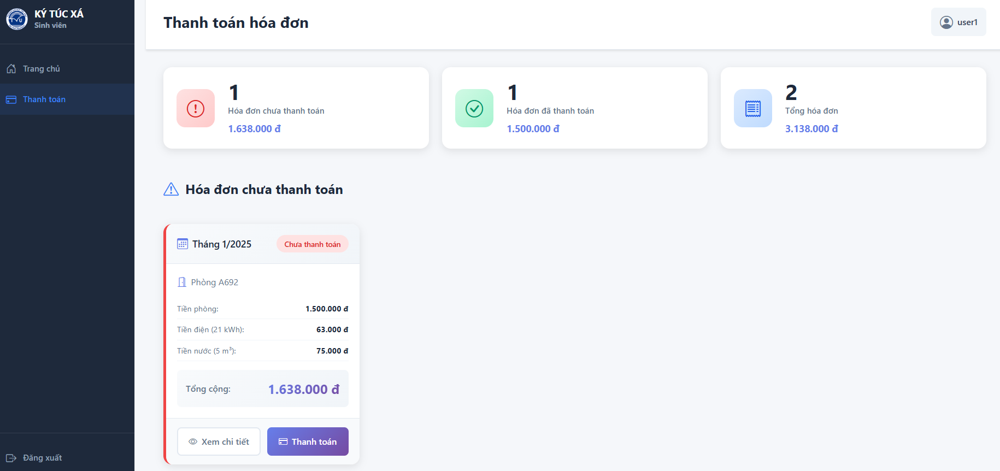 KÝ TÚC XÁ
Sinh viên
Trang chủ
Thanh toán
Đăng xuất
Thanh toán hóa đơn
user1
1
Hóa đơn chưa thanh toán
1.638.000 đ
1
Hóa đơn đã thanh toán
1.500.000 đ
2
Tổng hóa đơn
3.138.000 đ
Hóa đơn chưa thanh toán
Tháng 1/2025
Chưa thanh toán
Phòng A692
Tiền phòng: 1.500.000 đ
Tiền điện (21 kWh): 63.000 đ
Tiền nước (5 m³): 75.000 đ
Tổng cộng: 1.638.000 đ
Xem chi tiết
Thanh toán